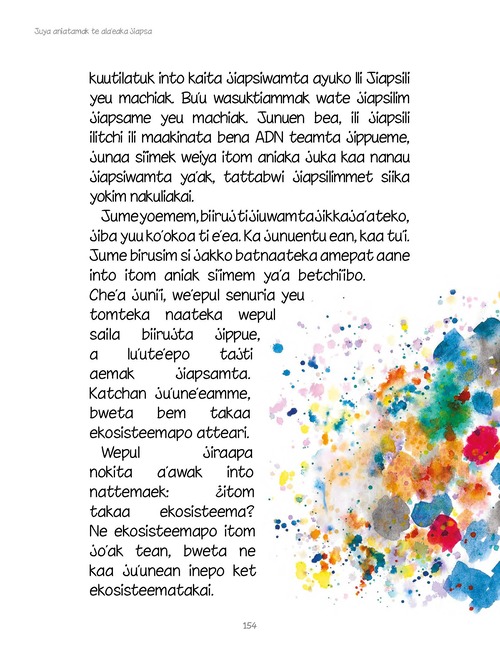 Juya aniatamak te ala'eaka Jiapsa
kuutilatuk into kaita jiapsiwamta ayuko Ili Jiapsili
yeu machiak. Bu'u wasuktiammak wate jiapsilim
jiapsame yeu machiak. Junuen bea, ili jiapsili
ilitchi ili maakinata bena ADN teamta jippueme,
junaa siimek weiya itom aniaka juka kaa nanau
jiapsiwamta ya'ak, tattabwi jiapsilimmet siika
yokim nakuliakai.
Jume yoemem, biirujtijiuwamta jikkaja'ateko,
jiba yuu ko'okoa ti e'ea. Ka junuentu ean, kaa tu'i.
Jume birusim si jakko batnaateka amepat aane
into itom aniak siimem ya'a betchi'ibo.
Che'a junii, we'epul senuria yeu
tomteka naateka wepul
saila biirujta jippue,
a lu'ute'epo tajti
aemak jiapsamta.
Katchan ju'une'eamme,
bweta bem takaa
ekosisteemapo atteari.
Wepul jiraapa
nokita a'awak into
nattemaek: ¿itom
takaa ekosisteema?
Ne ekosisteemapo itom
jo'ak tean, bweta ne
kaa ju'unean inepo ket
ekosisteematakai.
154